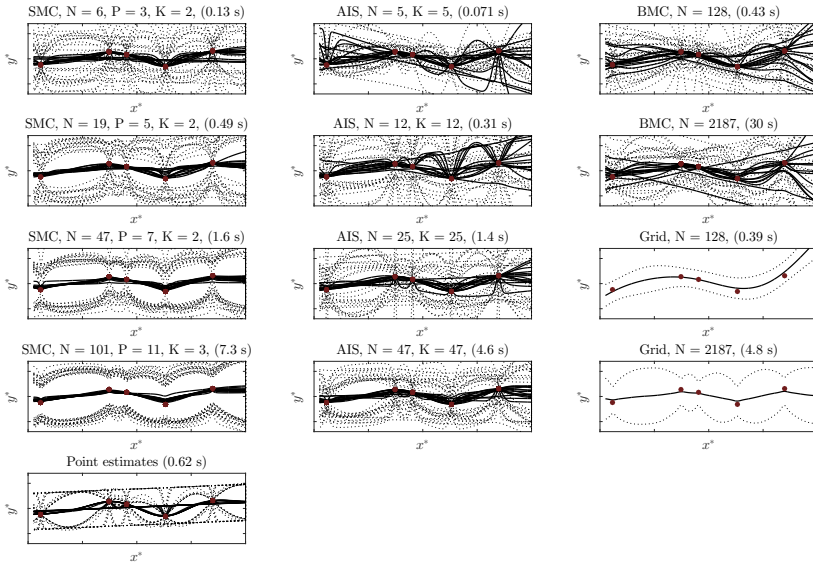 SMC, N = 6, P = 3, K = 2, (0.13 s)
AIS, N = 5, K = 5, (0.071 s)
BMC, N = 128, (0.43 s)
y*
y*
y*
x*
x*
x*
SMC, N = 19, P = 5, K = 2, (0.49 s)
AIS, N = 12, K = 12, (0.31 s)
BMC, N = 2187, (30 s)
y*
y*
y*
x*
x*
x*
SMC, N = 47, P = 7, K = 2, (1.6 s)
AIS, N = 25, K = 25, (1.4 s)
Grid, N = 128, (0.39 s)
y*
y*
y*
x*
x*
x*
SMC, N = 101, P = 11, K = 3, (7.3 s)
AIS, N = 47, K = 47, (4.6 s)
Grid, N = 2187, (4.8 s)
y*
y*
y*
x*
x*
x*
Point estimates (0.62 s)
y*
x*